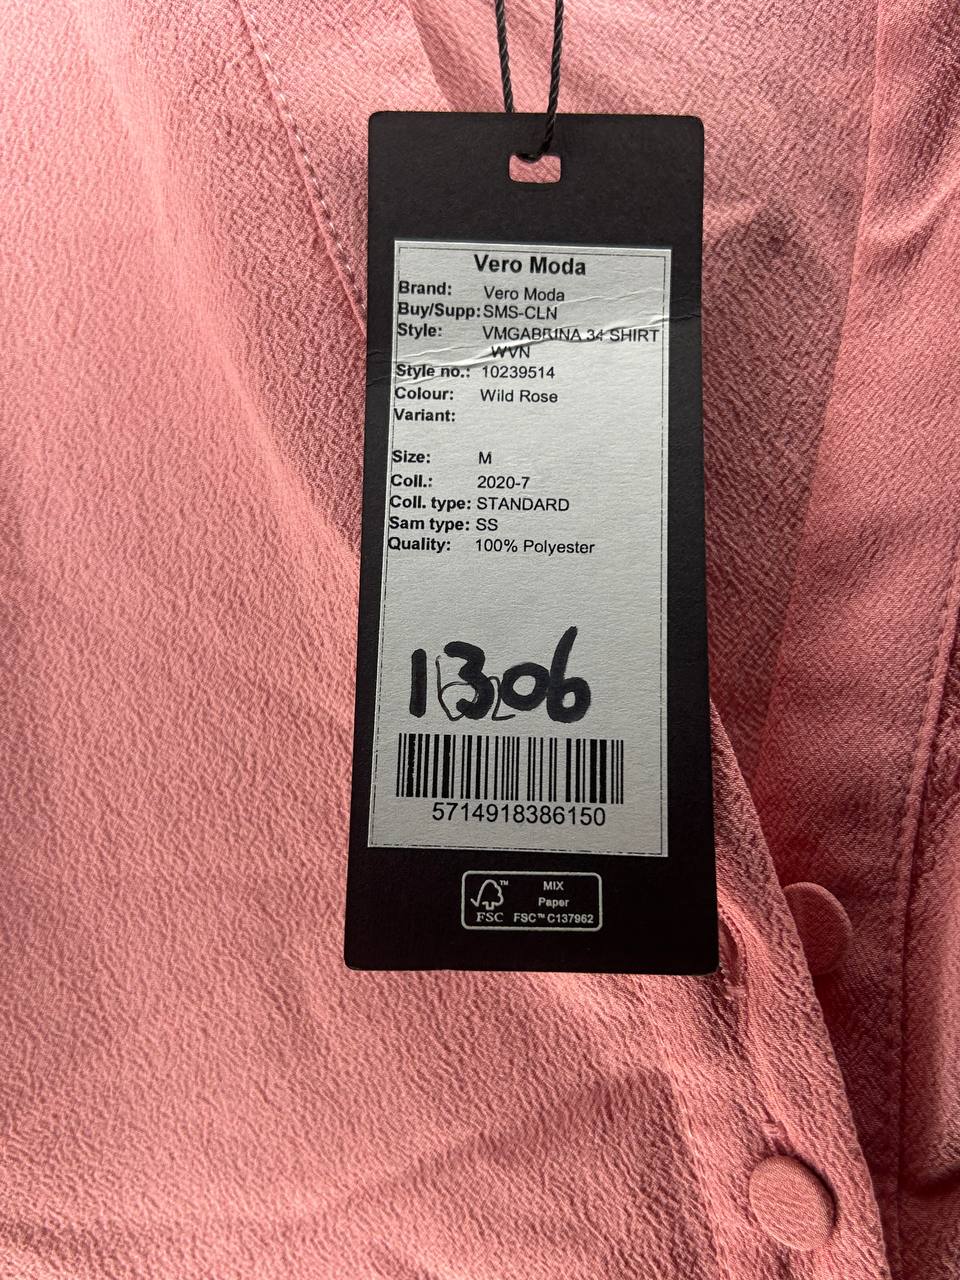 Vero Moda
Brand: Vero Moda
Buy/Supp: SMS-CLN
Style: VMGABRINA 34 SHIRT
WVN
Style no.: 10239514
Colour: Wild Rose
Variant:
Size: M
Coll.: 2020-7
Coll. type: STANDARD
Sam type: SS
Quality: 100% Polyester
1306
5714918386150
FSC™
MIX
Paper
FSC™ C137962